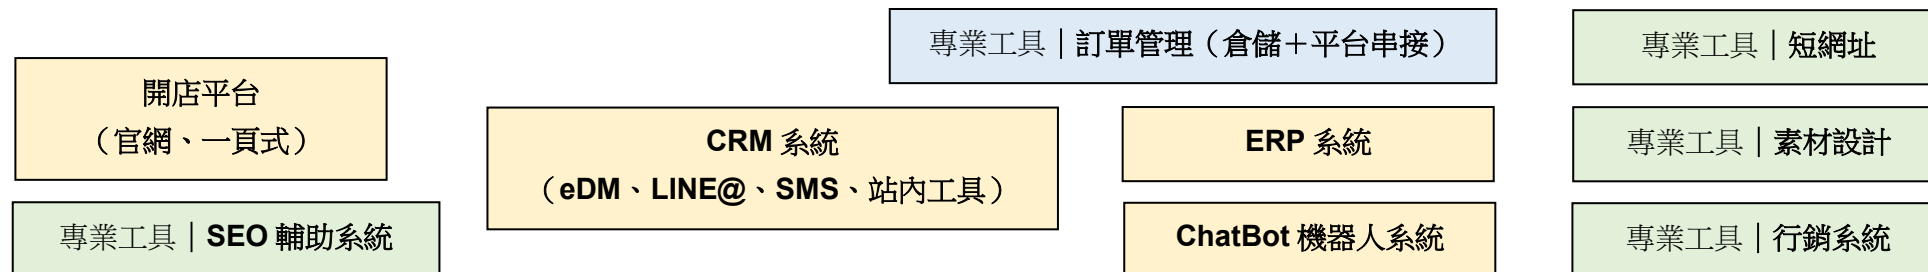 專業工具｜訂單管理（倉儲＋平台串接）
專業工具｜短網址
開店平台
（官網、一頁式）
CRM 系統
（eDM、LINE@、SMS、站內工具）
ERP 系統
專業工具｜素材設計
專業工具｜SEO 輔助系統
ChatBot 機器人系統
專業工具｜行銷系統